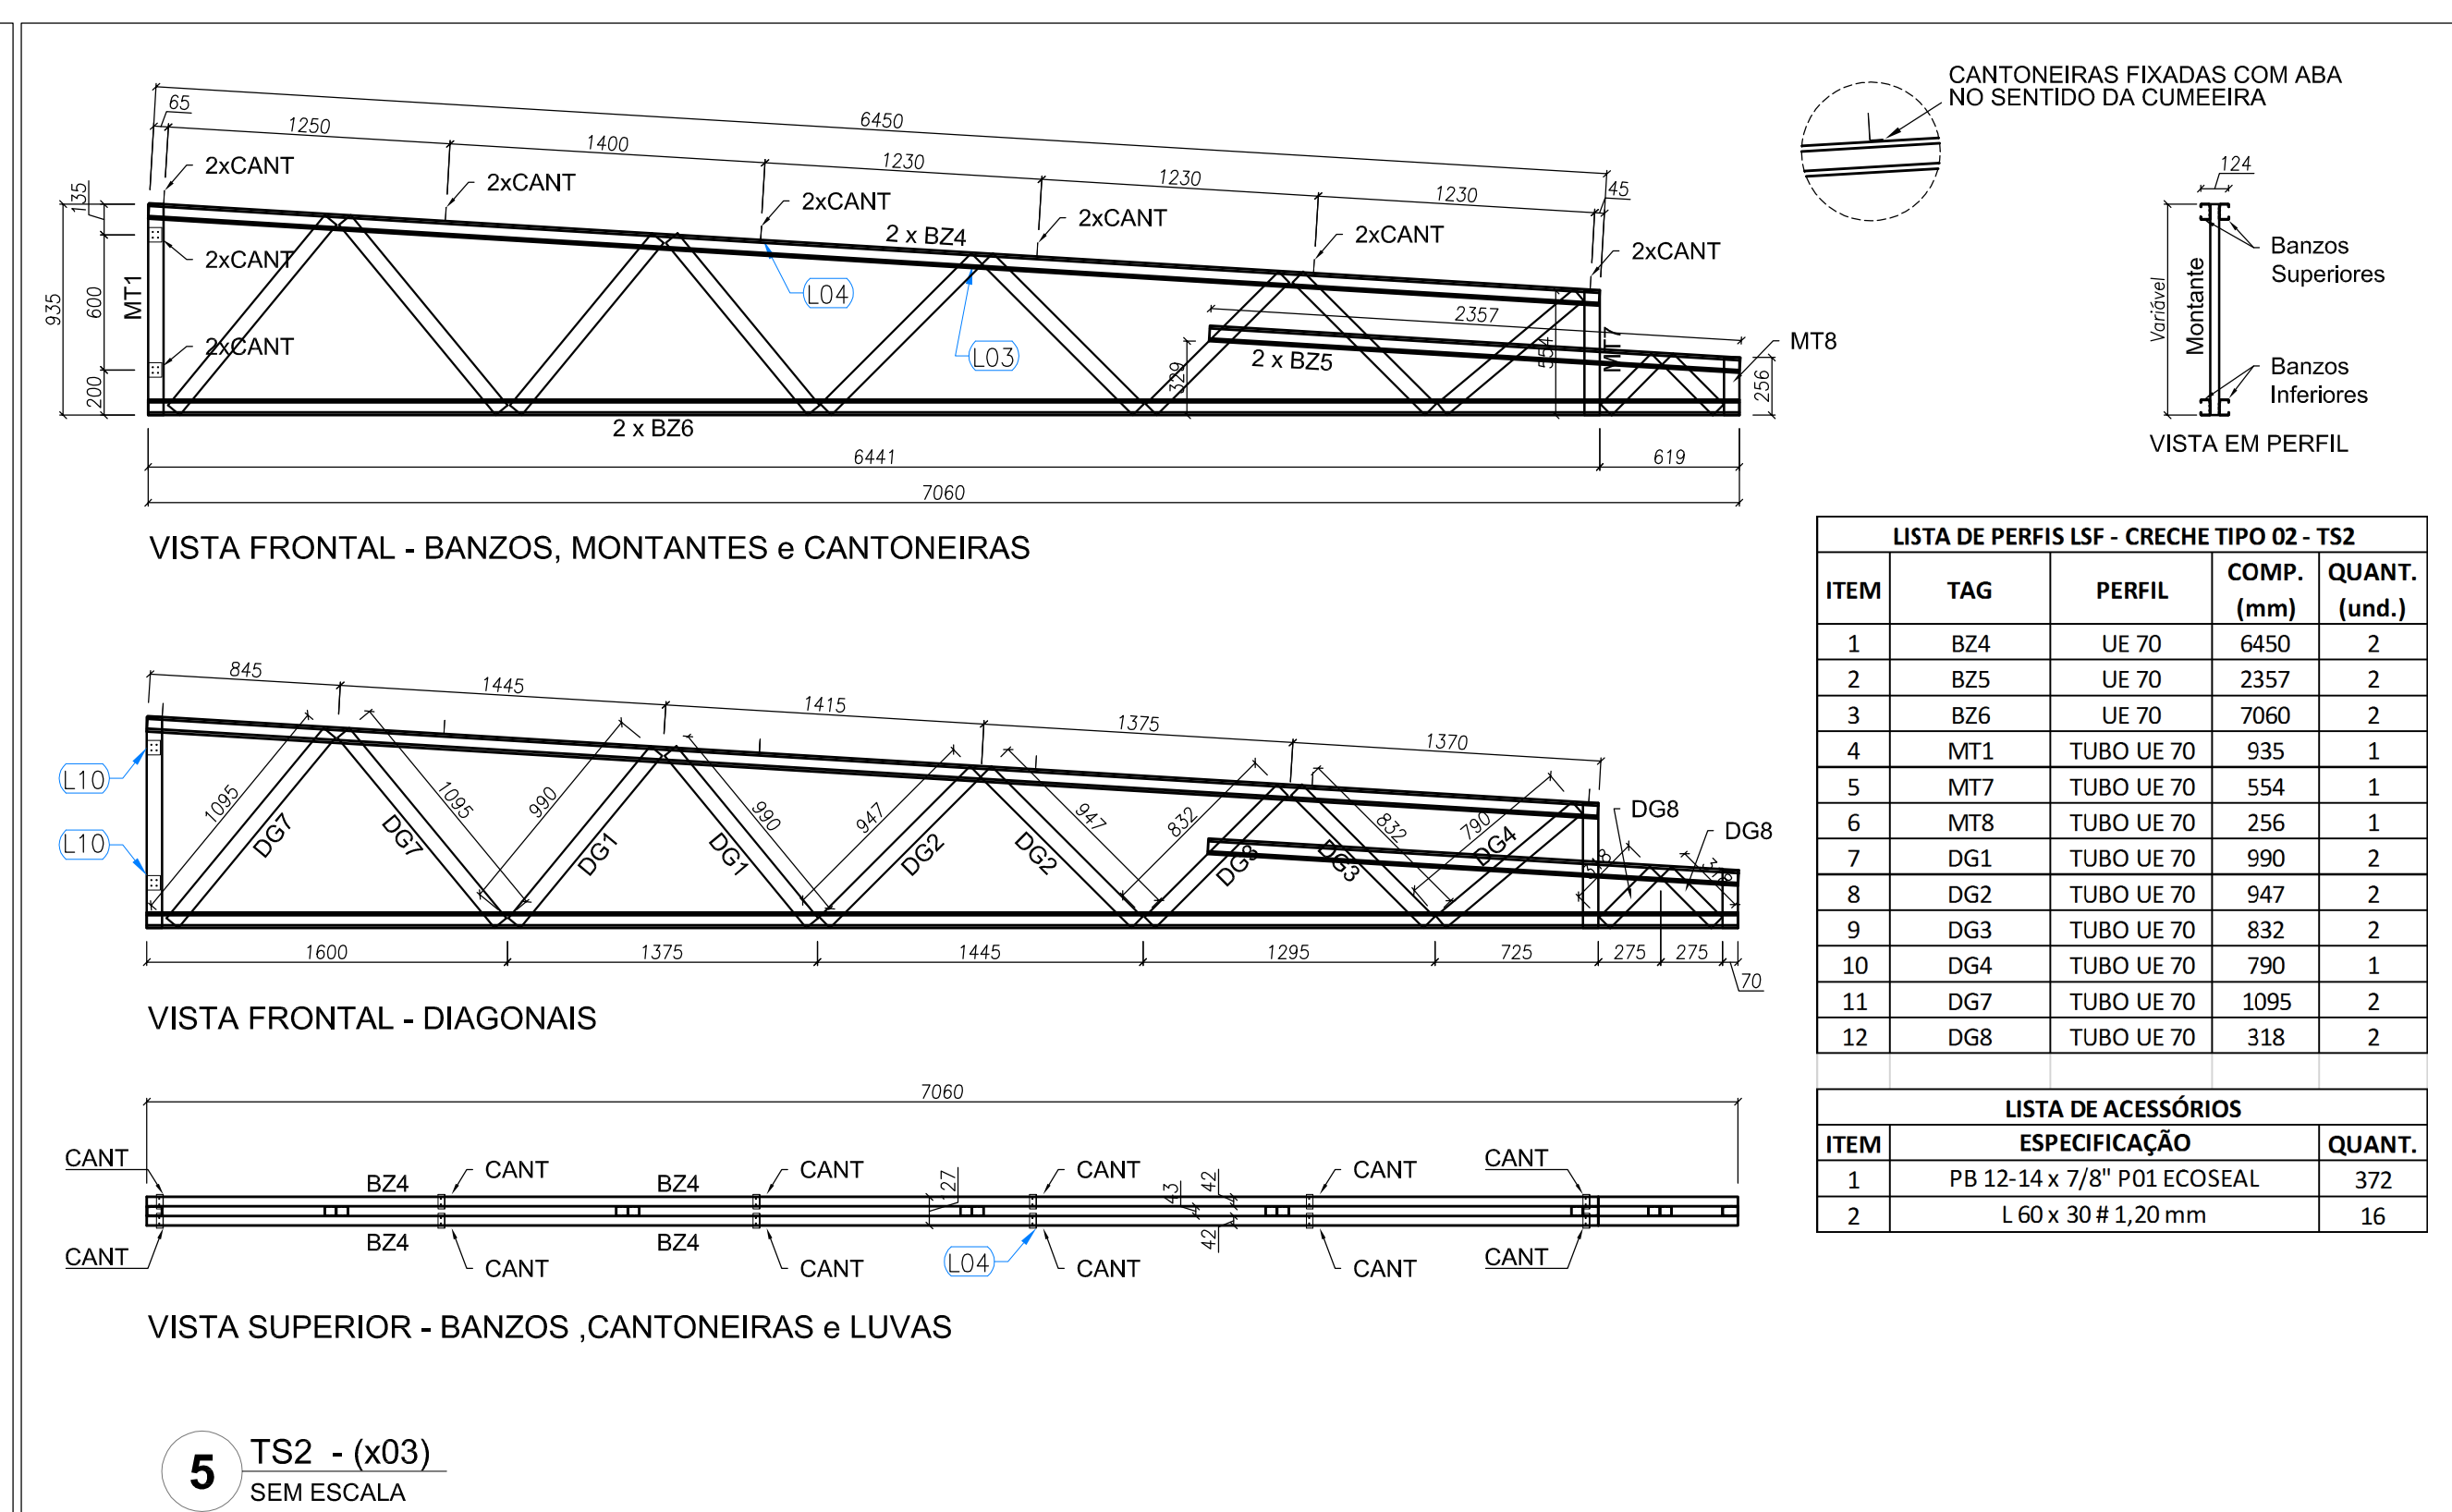 6450
65
1250
1400
1230
1230
1230
45
2xCANT
2xCANT
2xCANT
2xCANT
2xCANT
2xCANT
2xCANT
2xCANT
135
600
200
935
MT1
2 x BZ4
L04
L03
2357
2 x BZ5
329
554
MT7
MT8
256
2 x BZ6
6441
619
7060
VISTA FRONTAL - BANZOS, MONTANTES e CANTONEIRAS
CANTONEIRAS FIXADAS COM ABA
NO SENTIDO DA CUMEEIRA
124
Variável
Montante
Banzos
Superiores
Banzos
Inferiores
VISTA EM PERFIL
845
1445
1415
1375
1370
L10
L10
1095
DG7
DG7
1095
990
DG1
DG1
990
947
DG2
DG2
947
832
DG3
DG3
832
790
DG4
318
DG8
DG8
1600
1375
1445
1295
725
275
275
70
VISTA FRONTAL - DIAGONAIS
7060
CANT
BZ4
CANT
BZ4
CANT
CANT
CANT
CANT
127
43
42
42
CANT
BZ4
CANT
BZ4
CANT
L04
CANT
CANT
CANT
VISTA SUPERIOR - BANZOS ,CANTONEIRAS e LUVAS
5
TS2 - (x03)
SEM ESCALA
LISTA DE PERFIS LSF - CRECHE TIPO 02 - TS2
ITEM TAG PERFIL COMP. (mm) QUANT. (und.)
1 BZ4 UE 70 6450 2
2 BZ5 UE 70 2357 2
3 BZ6 UE 70 7060 2
4 MT1 TUBO UE 70 935 1
5 MT7 TUBO UE 70 554 1
6 MT8 TUBO UE 70 256 1
7 DG1 TUBO UE 70 990 2
8 DG2 TUBO UE 70 947 2
9 DG3 TUBO UE 70 832 2
10 DG4 TUBO UE 70 790 1
11 DG7 TUBO UE 70 1095 2
12 DG8 TUBO UE 70 318 2
LISTA DE ACESSÓRIOS
ITEM ESPECIFICAÇÃO QUANT.
1 PB 12-14 x 7/8" P01 ECOSEAL 372
2 L 60 x 30 # 1,20 mm 16